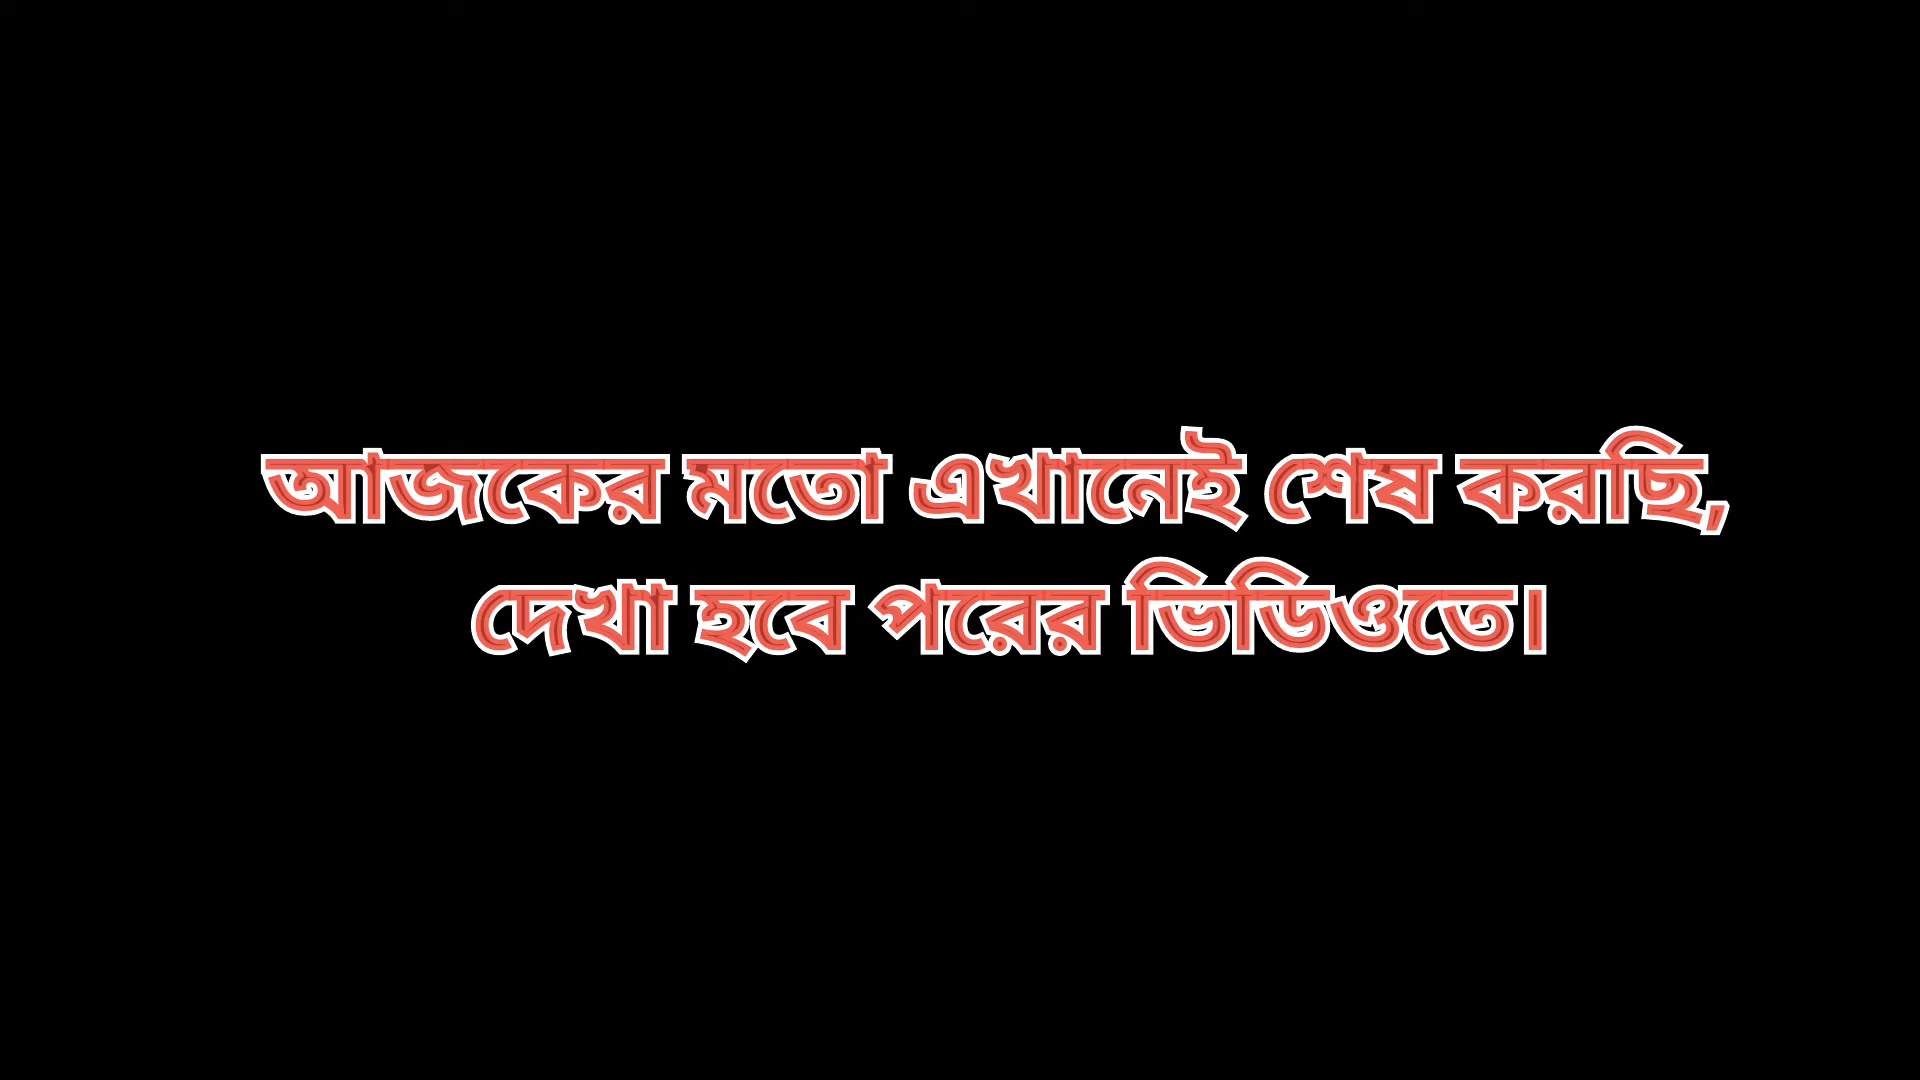 আজকের মতো এখানেই শেষ করছি,
দেখা হবে পরের ভিডিওতে।